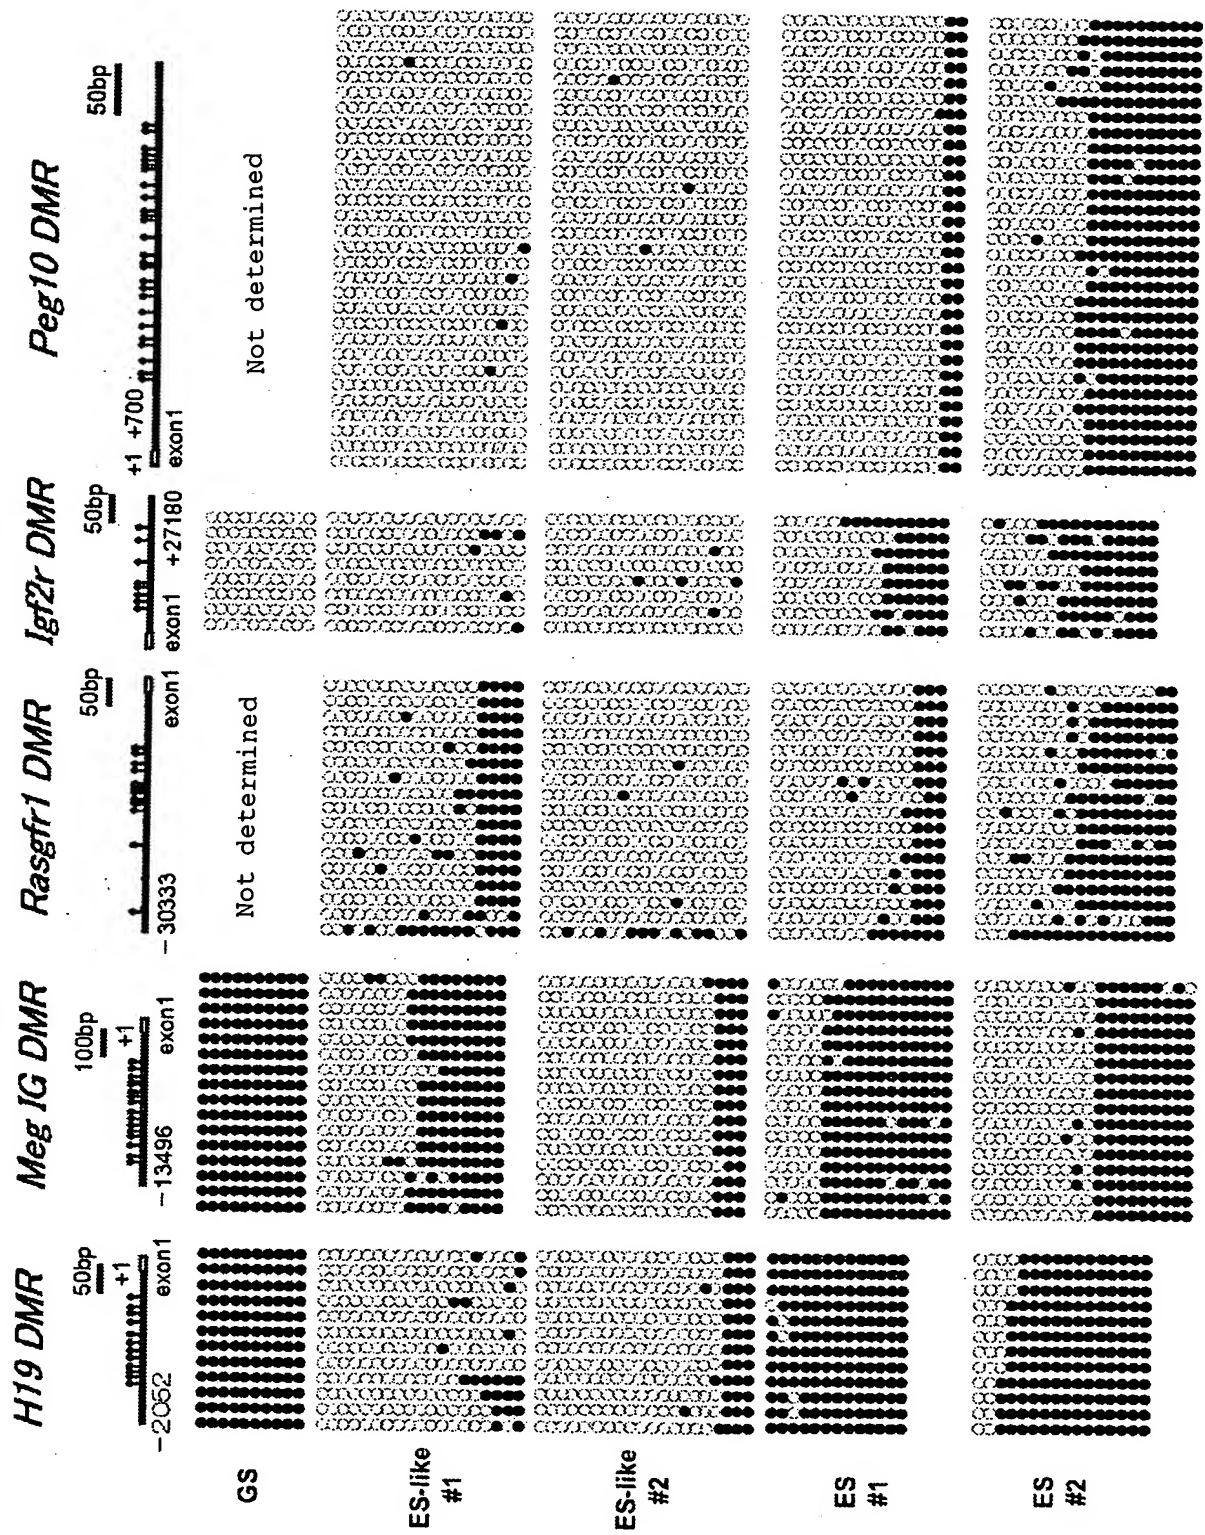 H19 DMR
Meg IG DMR
Rasgfr1 DMR
Igf2r DMR
Peg10 DMR
50bp
+1
−2052
exon1
100bp
+1
−13496
exon1
50bp
−30333
exon1
50bp
exon1
+27180
50bp
+1
+700
exon1
GS
Not determined
Not determined
ES-like
#1
ES-like
#2
ES
#1
ES
#2